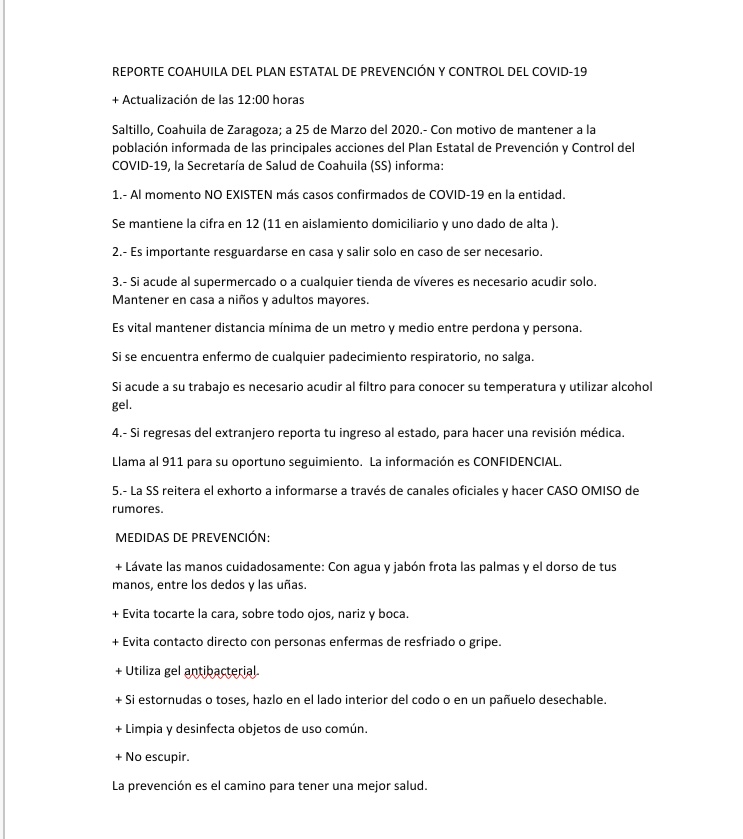 REPORTE COAHUILA DEL PLAN ESTATAL DE PREVENCIÓN Y CONTROL DEL COVID-19
+ Actualización de las 12:00 horas
Saltillo, Coahuila de Zaragoza; a 25 de Marzo del 2020.- Con motivo de mantener a la
población informada de las principales acciones del Plan Estatal de Prevención y Control del
COVID-19, la Secretaría de Salud de Coahuila (SS) informa:
1.- Al momento NO EXISTEN más casos confirmados de COVID-19 en la entidad.
Se mantiene la cifra en 12 (11 en aislamiento domiciliario y uno dado de alta ).
2.- Es importante resguardarse en casa y salir solo en caso de ser necesario.
3.- Si acude al supermercado o a cualquier tienda de víveres es necesario acudir solo.
Mantener en casa a niños y adultos mayores.
Es vital mantener distancia mínima de un metro y medio entre perdona y persona.
Si se encuentra enfermo de cualquier padecimiento respiratorio, no salga.
Si acude a su trabajo es necesario acudir al filtro para conocer su temperatura y utilizar alcohol
gel.
4.- Si regresas del extranjero reporta tu ingreso al estado, para hacer una revisión médica.
Llama al 911 para su oportuno seguimiento.  La información es CONFIDENCIAL.
5.- La SS reitera el exhorto a informarse a través de canales oficiales y hacer CASO OMISO de
rumores.
MEDIDAS DE PREVENCIÓN:
+ Lávate las manos cuidadosamente: Con agua y jabón frota las palmas y el dorso de tus
manos, entre los dedos y las uñas.
+ Evita tocarte la cara, sobre todo ojos, nariz y boca.
+ Evita contacto directo con personas enfermas de resfriado o gripe.
+ Utiliza gel antibacterial.
+ Si estornudas o toses, hazlo en el lado interior del codo o en un pañuelo desechable.
+ Limpia y desinfecta objetos de uso común.
+ No escupir.
La prevención es el camino para tener una mejor salud.